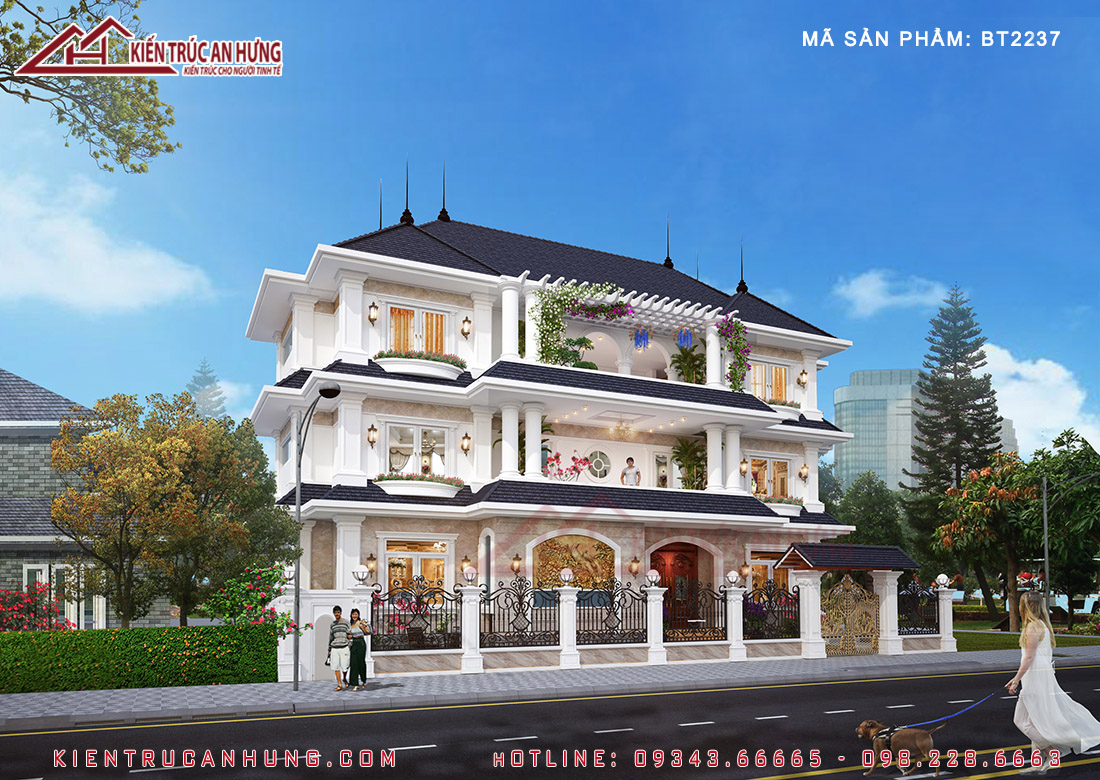 KIẾN TRÚC AN HƯNG
KIẾN TRÚC CHO NGƯỜI TINH TẾ
MÃ SẢN PHẨM: BT2237
KIENTRUCANHUNG.COM
HOTLINE: 09343.66665 - 098.228.6663